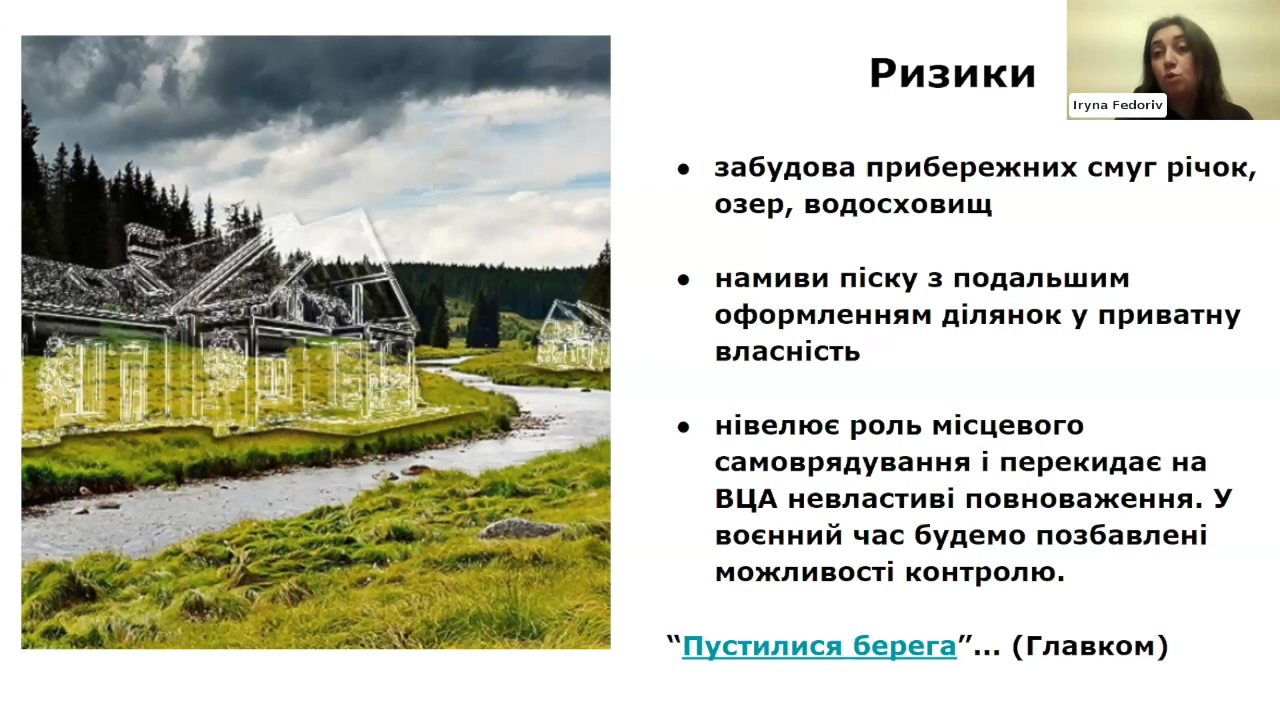 Ризики
Iryna Fedoriv
● забудова прибережних смуг річок,
озер, водосховищ
● намиви піску з подальшим
оформленням ділянок у приватну
власність
● нівелює роль місцевого
самоврядування і перекидає на
ВЦА невластиві повноваження. У
воєнний час будемо позбавлені
можливості контролю.
“Пустилися берега”... (Главком)